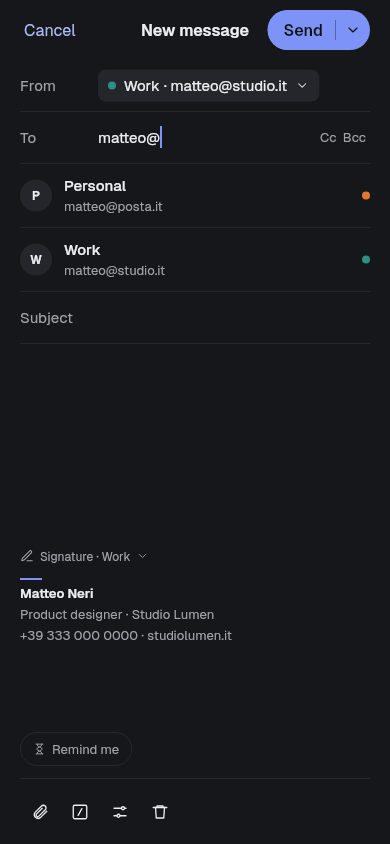 Cancel New message Send
From Work · matteo@studio.it
To matteo@ Cc Bcc
P Personal
matteo@posta.it
W Work
matteo@studio.it
Subject
Signature · Work
Matteo Neri
Product designer · Studio Lumen
+39 333 000 0000 · studiolumen.it
Remind me